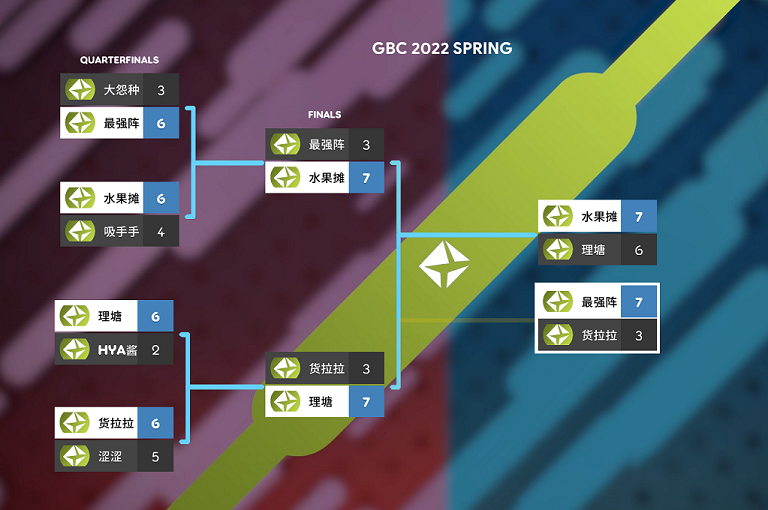 GBC 2022 SPRING
QUARTERFINALS
大怨种 3
最强阵 6
水果摊 6
吸手手 4
理塘 6
HYA酱 2
货拉拉 6
涩涩 5
FINALS
最强阵 3
水果摊 7
货拉拉 3
理塘 7
水果摊 7
理塘 6
最强阵 7
货拉拉 3